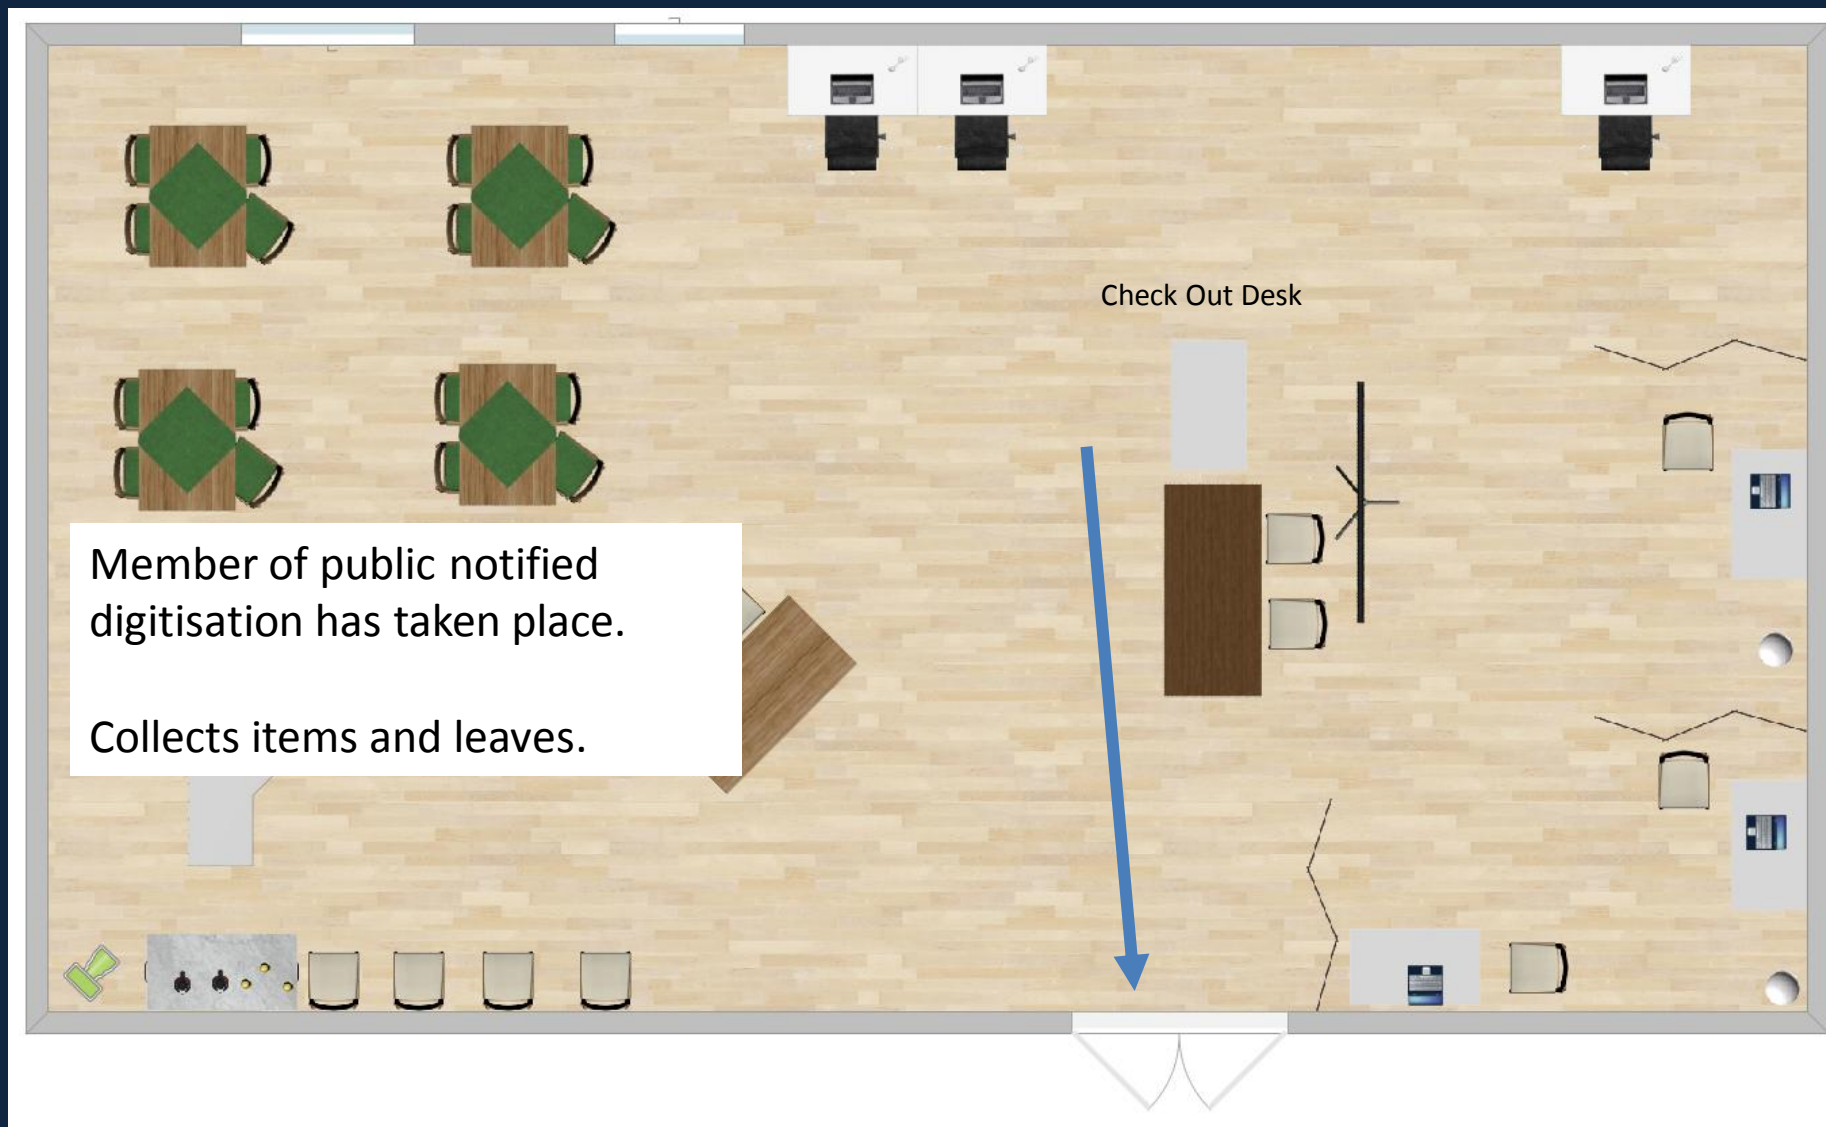 Check Out Desk
Member of public notified
digitisation has taken place.
Collects items and leaves.